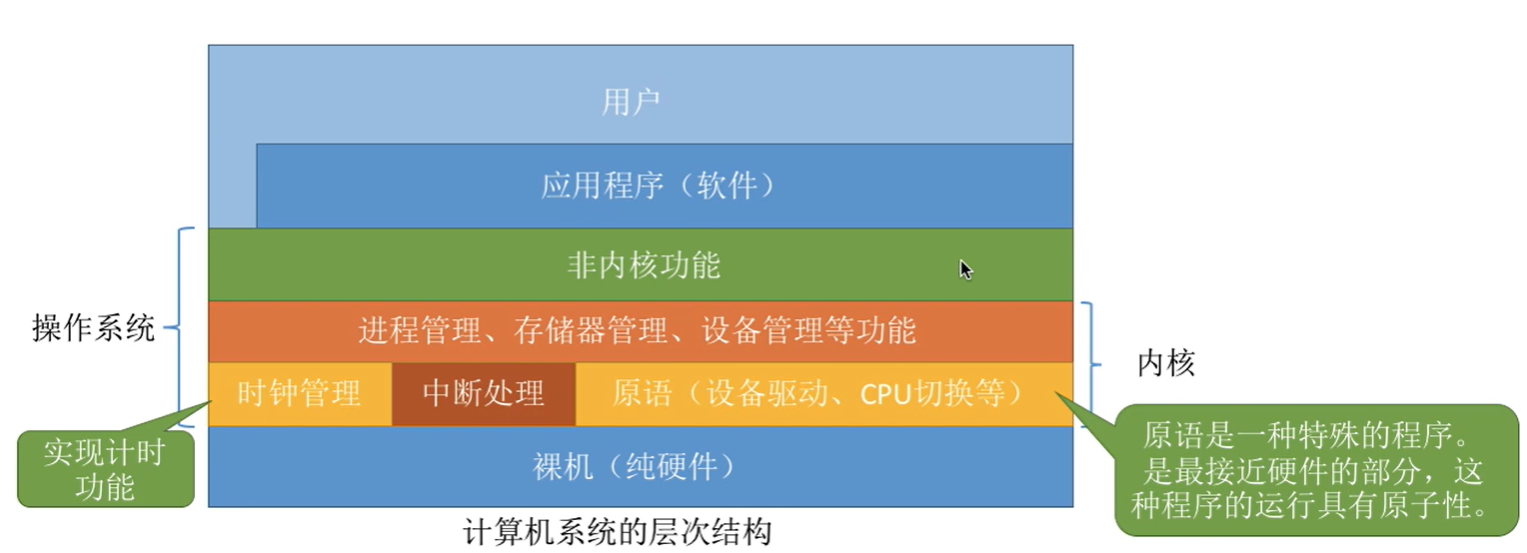 用户
应用程序（软件）
非内核功能
操作系统
进程管理、存储器管理、设备管理等功能
内核
时钟管理
中断处理
原语（设备驱动、CPU切换等）
实现计时
功能
原语是一种特殊的程序。
是最接近硬件的部分，这
种程序的运行具有原子性。
裸机（纯硬件）
计算机系统的层次结构